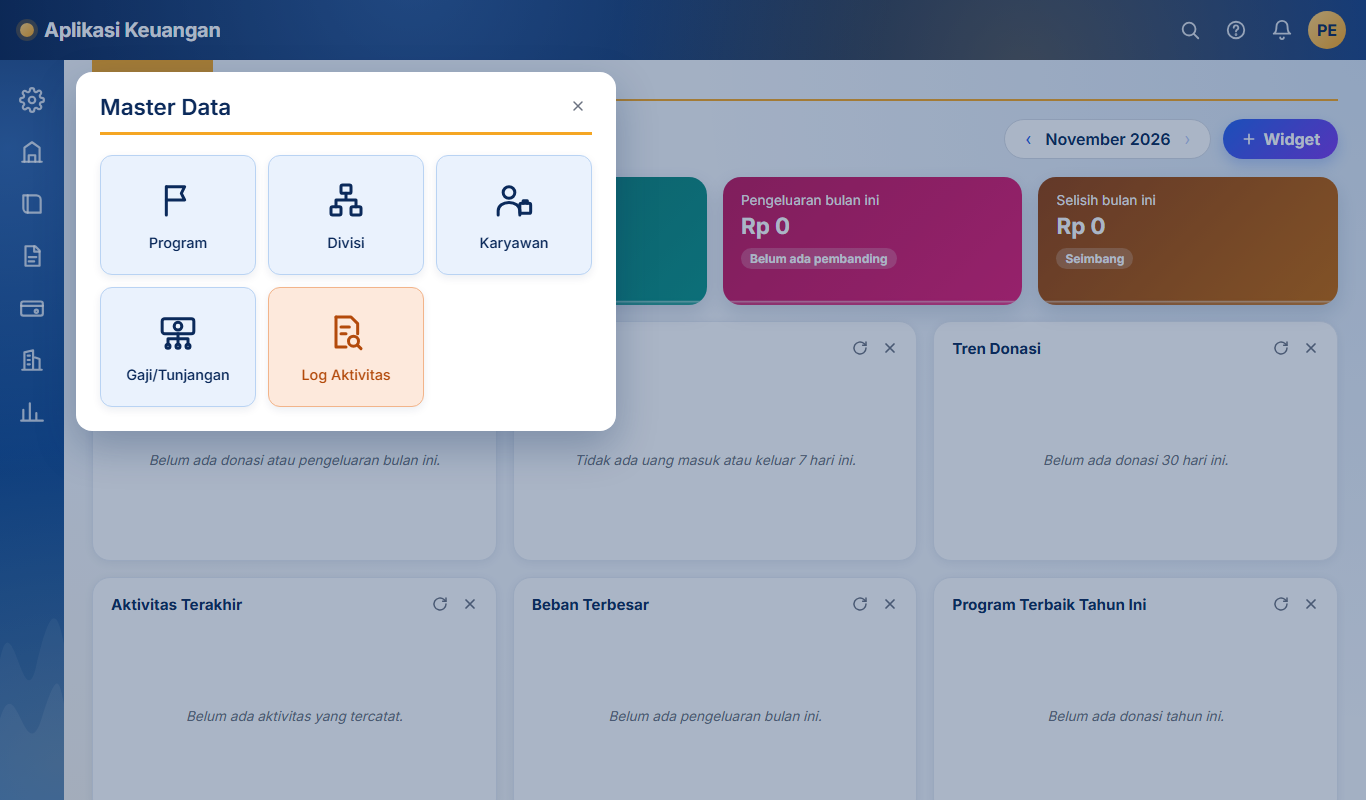 Aplikasi Keuangan
PE
Master Data
Program
Divisi
Karyawan
Gaji/Tunjangan
Log Aktivitas
November 2026
Widget
Pengeluaran bulan ini
Rp 0
Belum ada pembanding
Selisih bulan ini
Rp 0
Seimbang
Tren Donasi
Belum ada donasi atau pengeluaran bulan ini.
Tidak ada uang masuk atau keluar 7 hari ini.
Belum ada donasi 30 hari ini.
Aktivitas Terakhir
Beban Terbesar
Program Terbaik Tahun Ini
Belum ada aktivitas yang tercatat.
Belum ada pengeluaran bulan ini.
Belum ada donasi tahun ini.